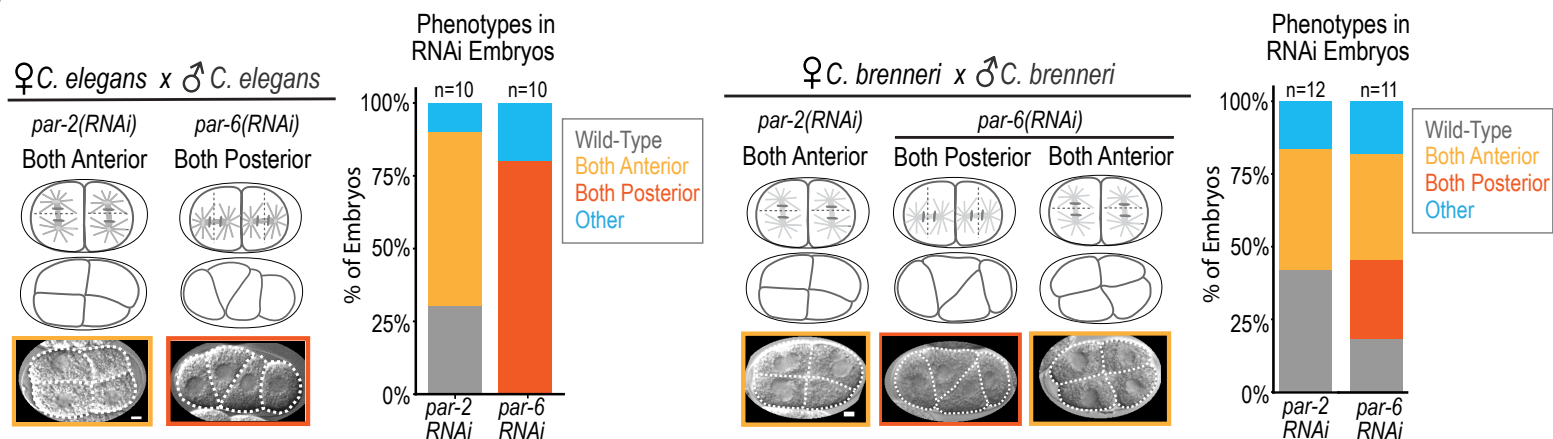 ♀C. elegans x ♂ C. elegans
par-2(RNAi) par-6(RNAi)
Both Anterior Both Posterior
Phenotypes in
RNAi Embryos
n=10 n=10
100%
75%
50%
25%
0%
% of Embryos
par-2
RNAi
par-6
RNAi
Wild-Type
Both Anterior
Both Posterior
Other
♀C. brenneri x ♂C. brenneri
par-2(RNAi) par-6(RNAi)
Both Anterior Both Posterior Both Anterior
Phenotypes in
RNAi Embryos
n=12 n=11
100%
75%
50%
25%
0%
% of Embryos
par-2
RNAi
par-6
RNAi
Wild-Type
Both Anterior
Both Posterior
Other